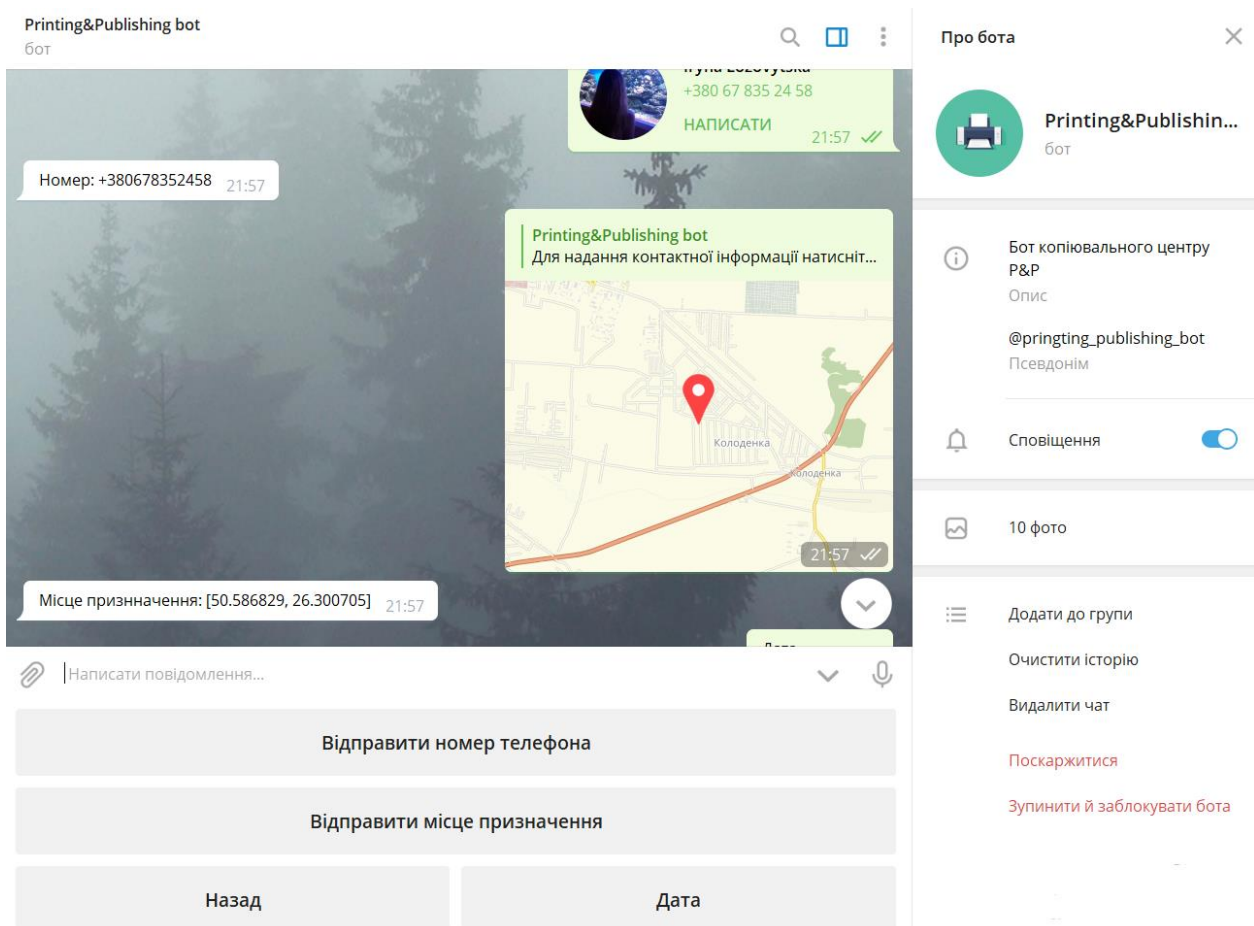 Printing&Publishing bot
бот
+380 67 835 24 58
НАПИСАТИ
21:57
Номер: +380678352458 21:57
Printing&Publishing bot
Для надання контактної інформації натисніт...
Колоденка
Колоденка
21:57
Місце признначення: [50.586829, 26.300705] 21:57
Написати повідомлення...
Відправити номер телефона
Відправити місце призначення
Назад
Дата
Про бота
Printing&Publishin...
бот
Бот копіювального центру
P&P
Опис
@pringting_publishing_bot
Псевдонім
Сповіщення
10 фото
Додати до групи
Очистити історію
Видалити чат
Поскаржитися
Зупинити й заблокувати бота